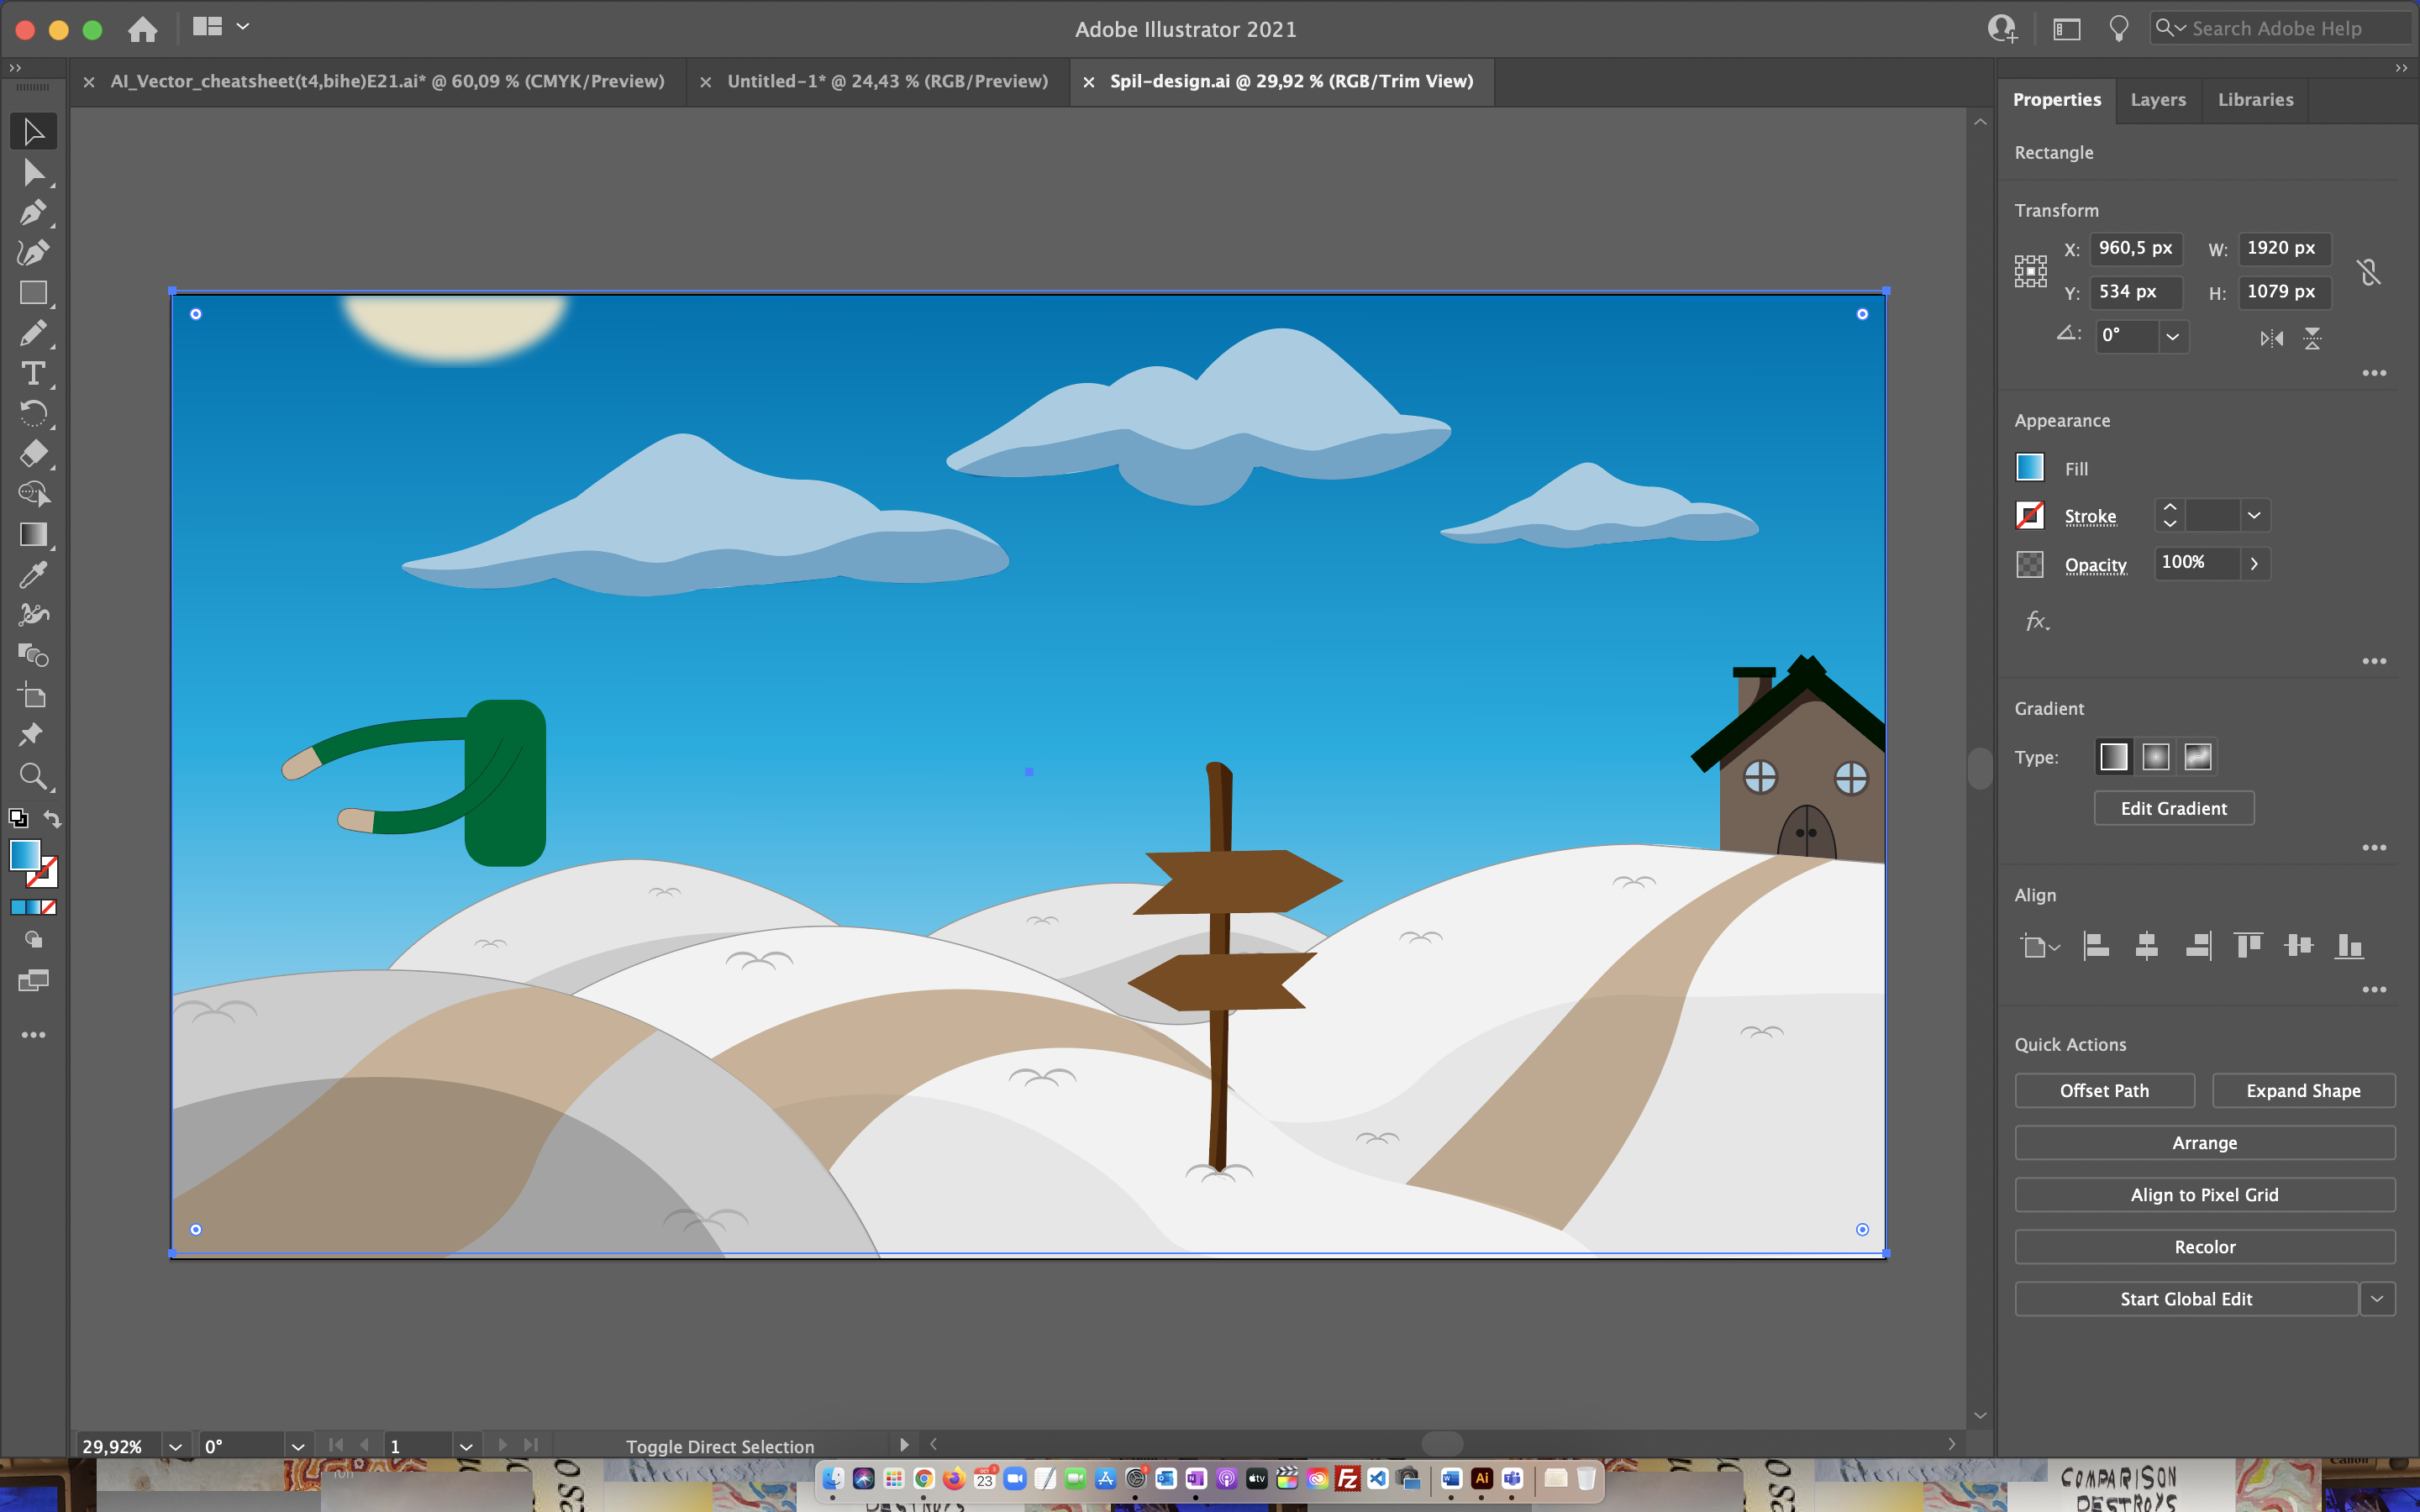 Adobe Illustrator 2021
Search Adobe Help
AI_Vector_cheatsheet(t4,bihe)E21.ai* @ 60,09 % (CMYK/Preview)
Untitled-1* @ 24,43 % (RGB/Preview)
Spil-design.ai @ 29,92 % (RGB/Trim View)
Properties
Layers
Libraries
Rectangle
Transform
X: 960,5 px
W: 1920 px
Y: 534 px
H: 1079 px
0°
Appearance
Fill
Stroke
Opacity
100%
fx
Gradient
Type:
Edit Gradient
Align
Quick Actions
Offset Path
Expand Shape
Arrange
Align to Pixel Grid
Recolor
Start Global Edit
29,92%
0°
1
Toggle Direct Selection
23
tv
Fz
Ai
COMPARISON
DESTROYS